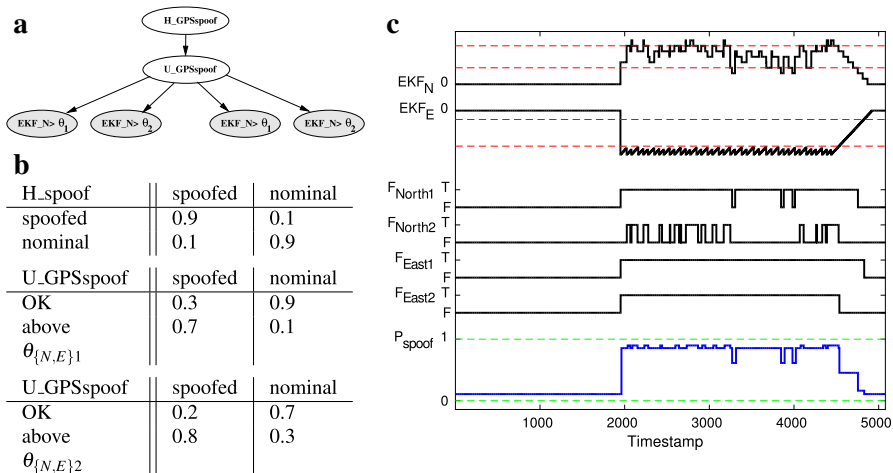 a
H_GPSspoof
U_GPSspoof
EKF_N> θ1
EKF_N> θ2
EKF_N> θ1
EKF_N> θ2
b
H_spoof spoofed nominal
spoofed 0.9 0.1
nominal 0.1 0.9
U_GPSspoof spoofed nominal
OK 0.3 0.9
above 0.7 0.1
θ{N,E}1
U_GPSspoof spoofed nominal
OK 0.2 0.7
above 0.8 0.3
θ{N,E}2
c
EKFN 0
EKFE 0
FNorth1 T
F
FNorth2 T
F
FEast1 T
F
FEast2 T
F
Pspoof 1
0
1000 2000 3000 4000 5000
Timestamp